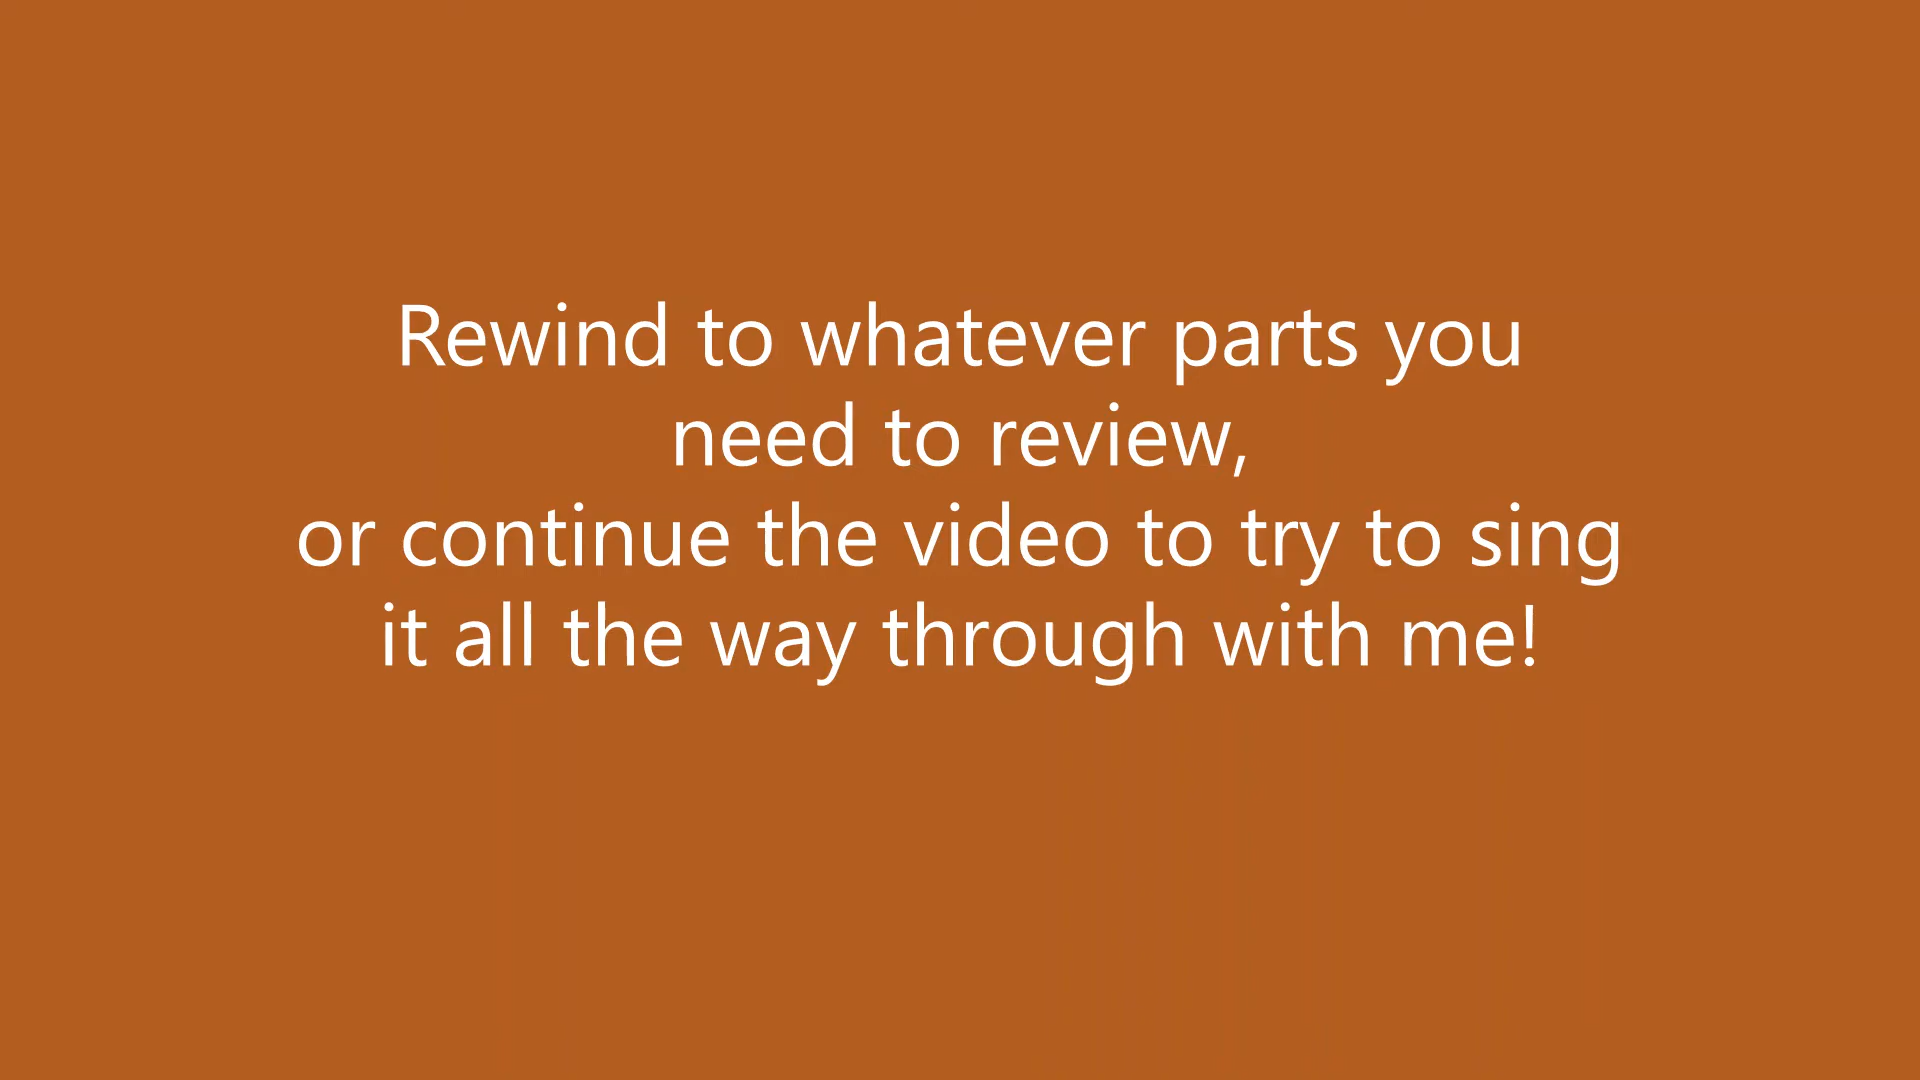 Rewind to whatever parts you
need to review,
or continue the video to try to sing
it all the way through with me!